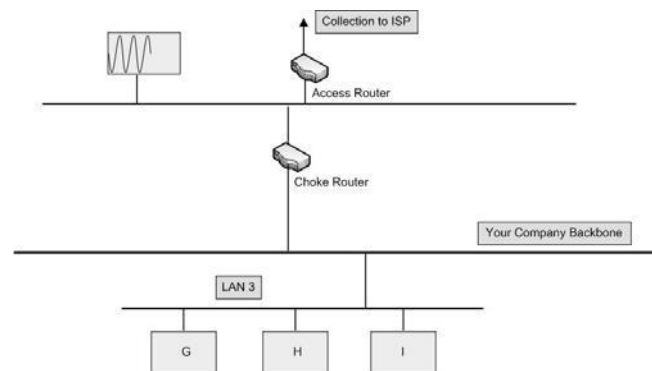 Collection to ISP
Access Router
Choke Router
Your Company Backbone
LAN 3
G
H
I